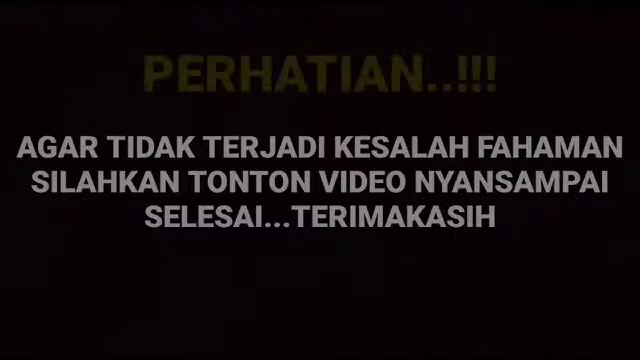 PERHATIAN..!!!
AGAR TIDAK TERJADI KESALAH FAHAMAN
SILAHKAN TONTON VIDEO NYANSAMPAI
SELESAI...TERIMAKASIH